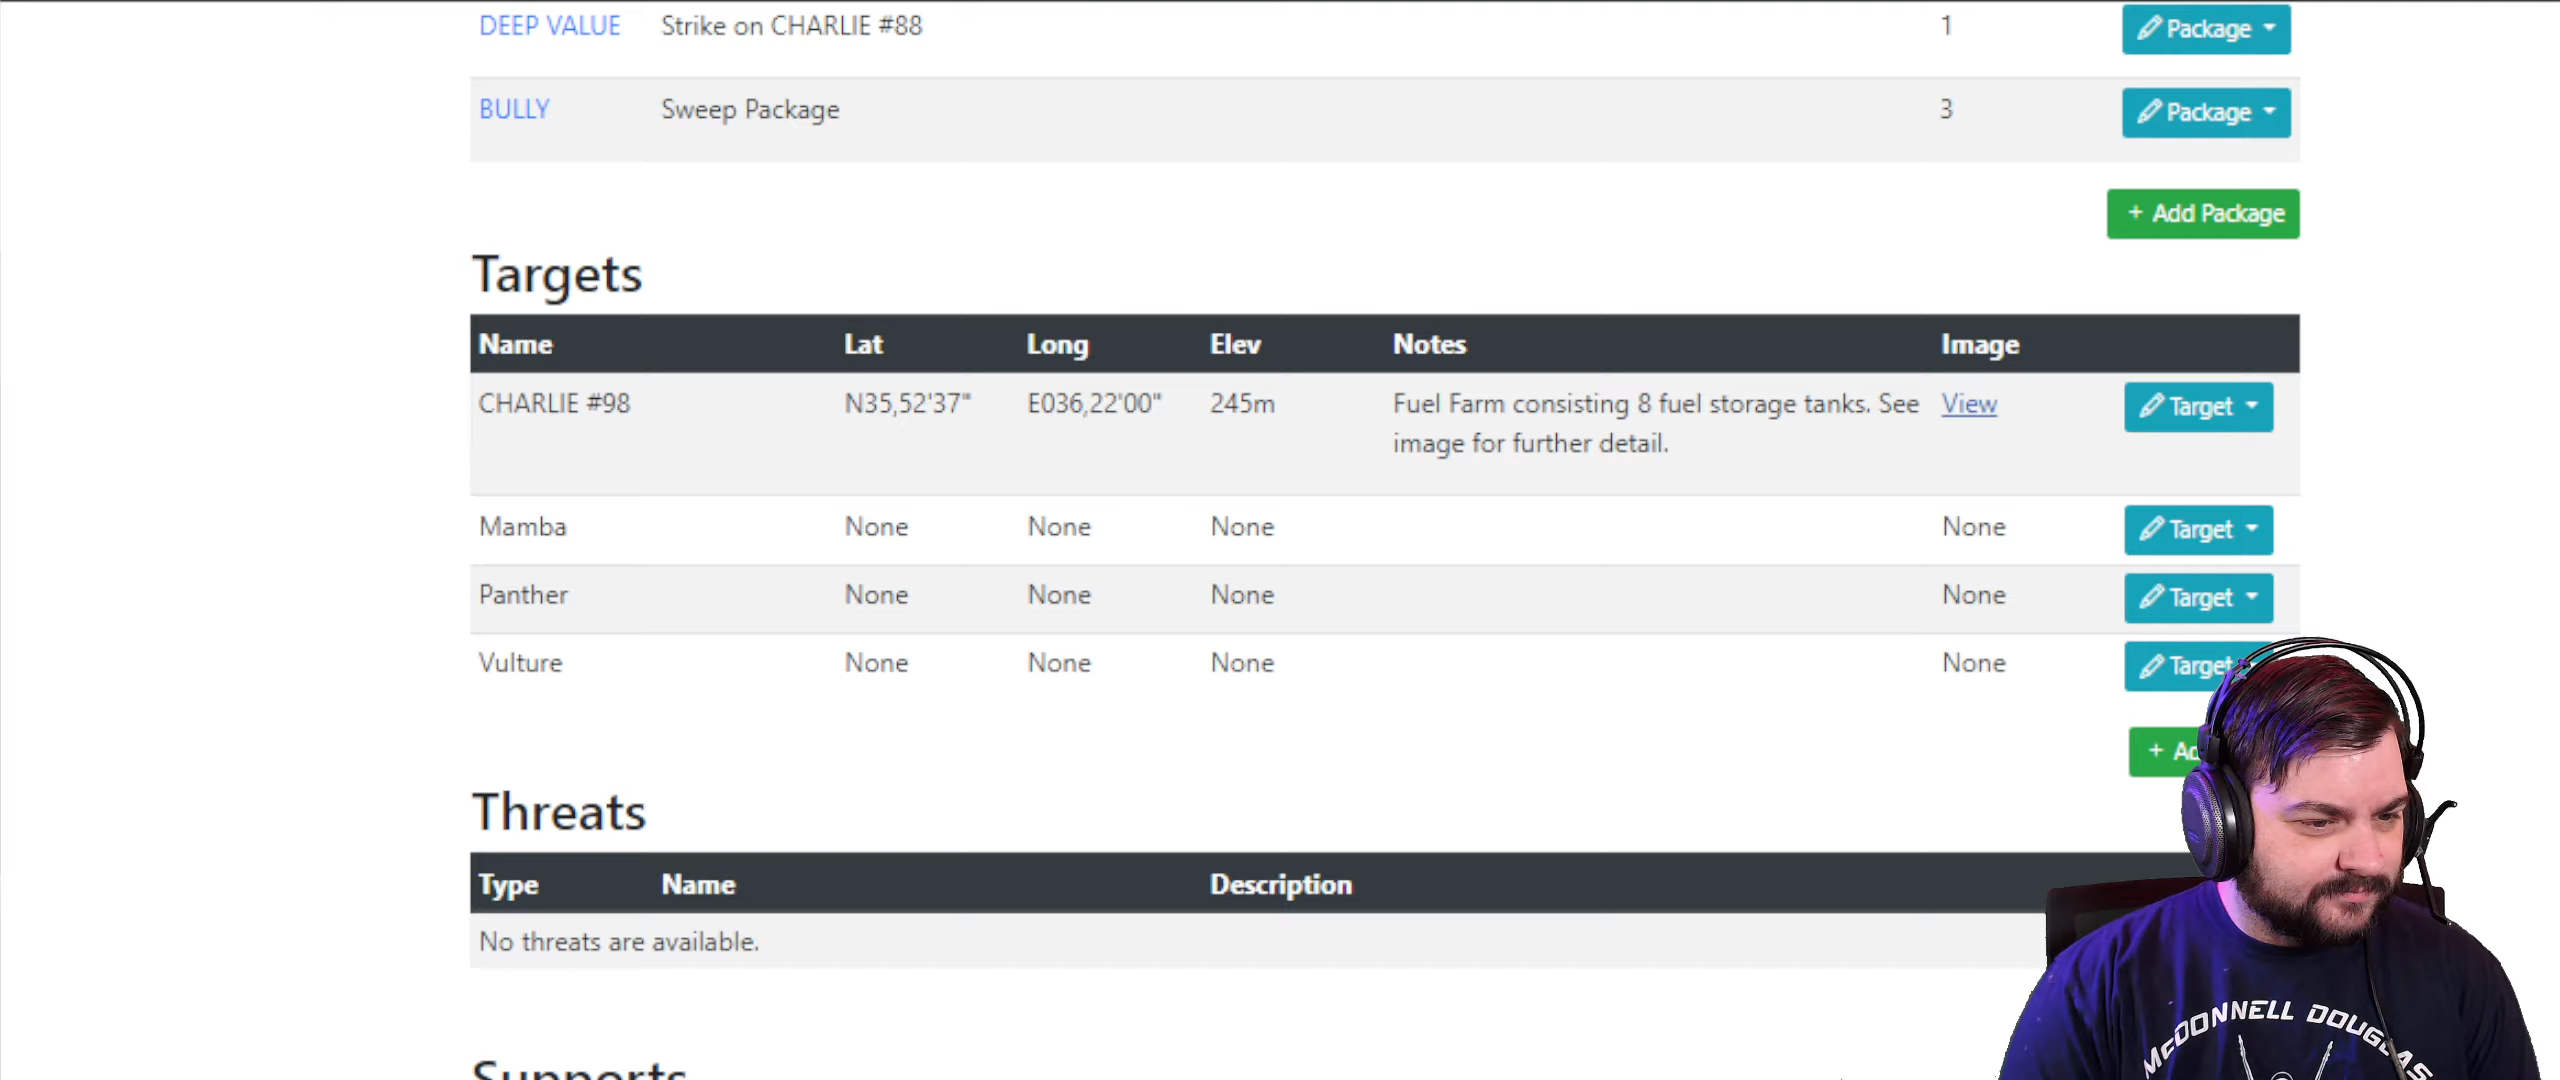 DEEP VALUE Strike on CHARLIE #88 1 Package
BULLY Sweep Package 3 Package
+ Add Package
Targets
Name Lat Long Elev Notes Image
CHARLIE #98 N35,52'37" E036,22'00" 245m Fuel Farm consisting 8 fuel storage tanks. See View Target
image for further detail.
Mamba None None None None Target
Panther None None None None Target
Vulture None None None None Target
+
Threats
Type Name Description
No threats are available.
Supports
MCDONNELL DOUGLAS